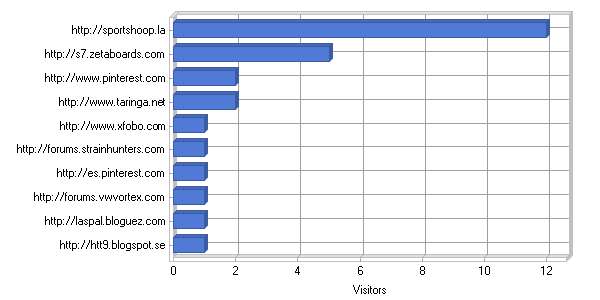 http://sportshoop.la
http://s7.zetaboards.com
http://www.pinterest.com
http://www.taringa.net
http://www.xfobo.com
http://forums.strainhunters.com
http://es.pinterest.com
http://forums.vwvortex.com
http://laspal.bloguez.com
http://htt9.blogspot.se
0 2 4 6 8 10 12
Visitors